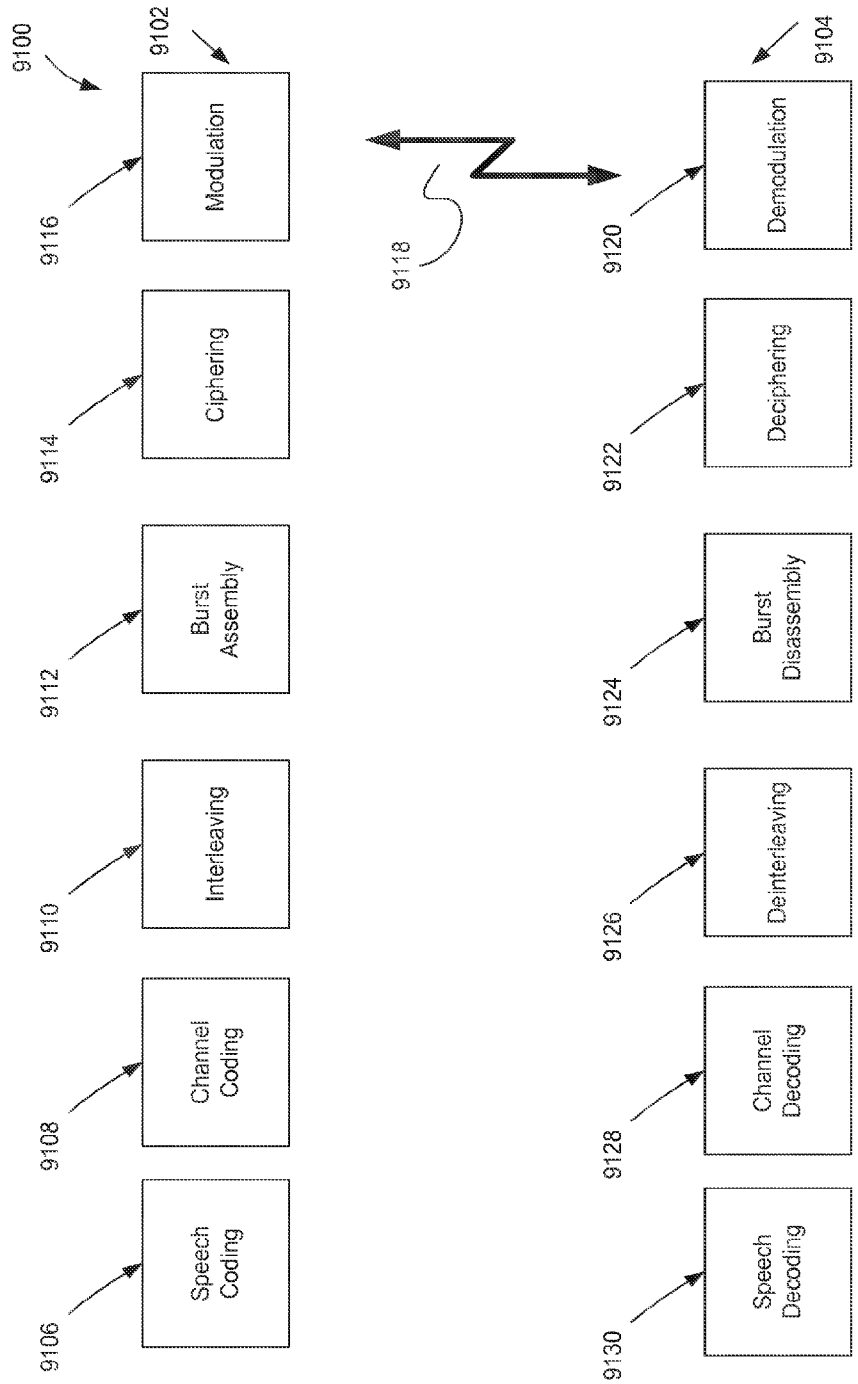 9100
9102
9106
Speech
Coding
9108
Channel
Coding
9110
Interleaving
9112
Burst
Assembly
9114
Ciphering
9116
Modulation
9118
9104
9130
Speech
Decoding
9128
Channel
Decoding
9126
Deinterleaving
9124
Burst
Disassembly
9122
Deciphering
9120
Demodulation